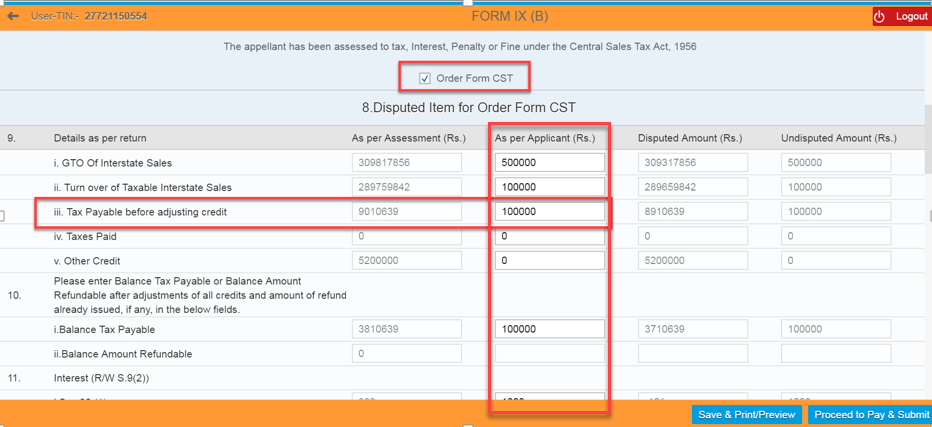 User-TIN:- 27721150554 FORM IX (B) Logout
The appellant has been assessed to tax, Interest, Penalty or Fine under the Central Sales Tax Act, 1956
Order Form CST
8.Disputed Item for Order Form CST
9. Details as per return As per Assessment (Rs.) As per Applicant (Rs.) Disputed Amount (Rs.) Undisputed Amount (Rs.)
i. GTO Of Interstate Sales 309817856 500000 309317856 500000
ii. Turn over of Taxable Interstate Sales 289759842 100000 289659842 100000
iii. Tax Payable before adjusting credit 9010639 100000 8910639 100000
iv. Taxes Paid 0 0 0 0
v. Other Credit 5200000 0 5200000 0
Please enter Balance Tax Payable or Balance Amount
10. Refundable after adjustments of all credits and amount of refund
already issued, if any, in the below fields.
i.Balance Tax Payable 3810639 100000 3710639 100000
ii.Balance Amount Refundable 0
11. Interest (R/W S.9(2))
Save & Print/Preview Proceed to Pay & Submit